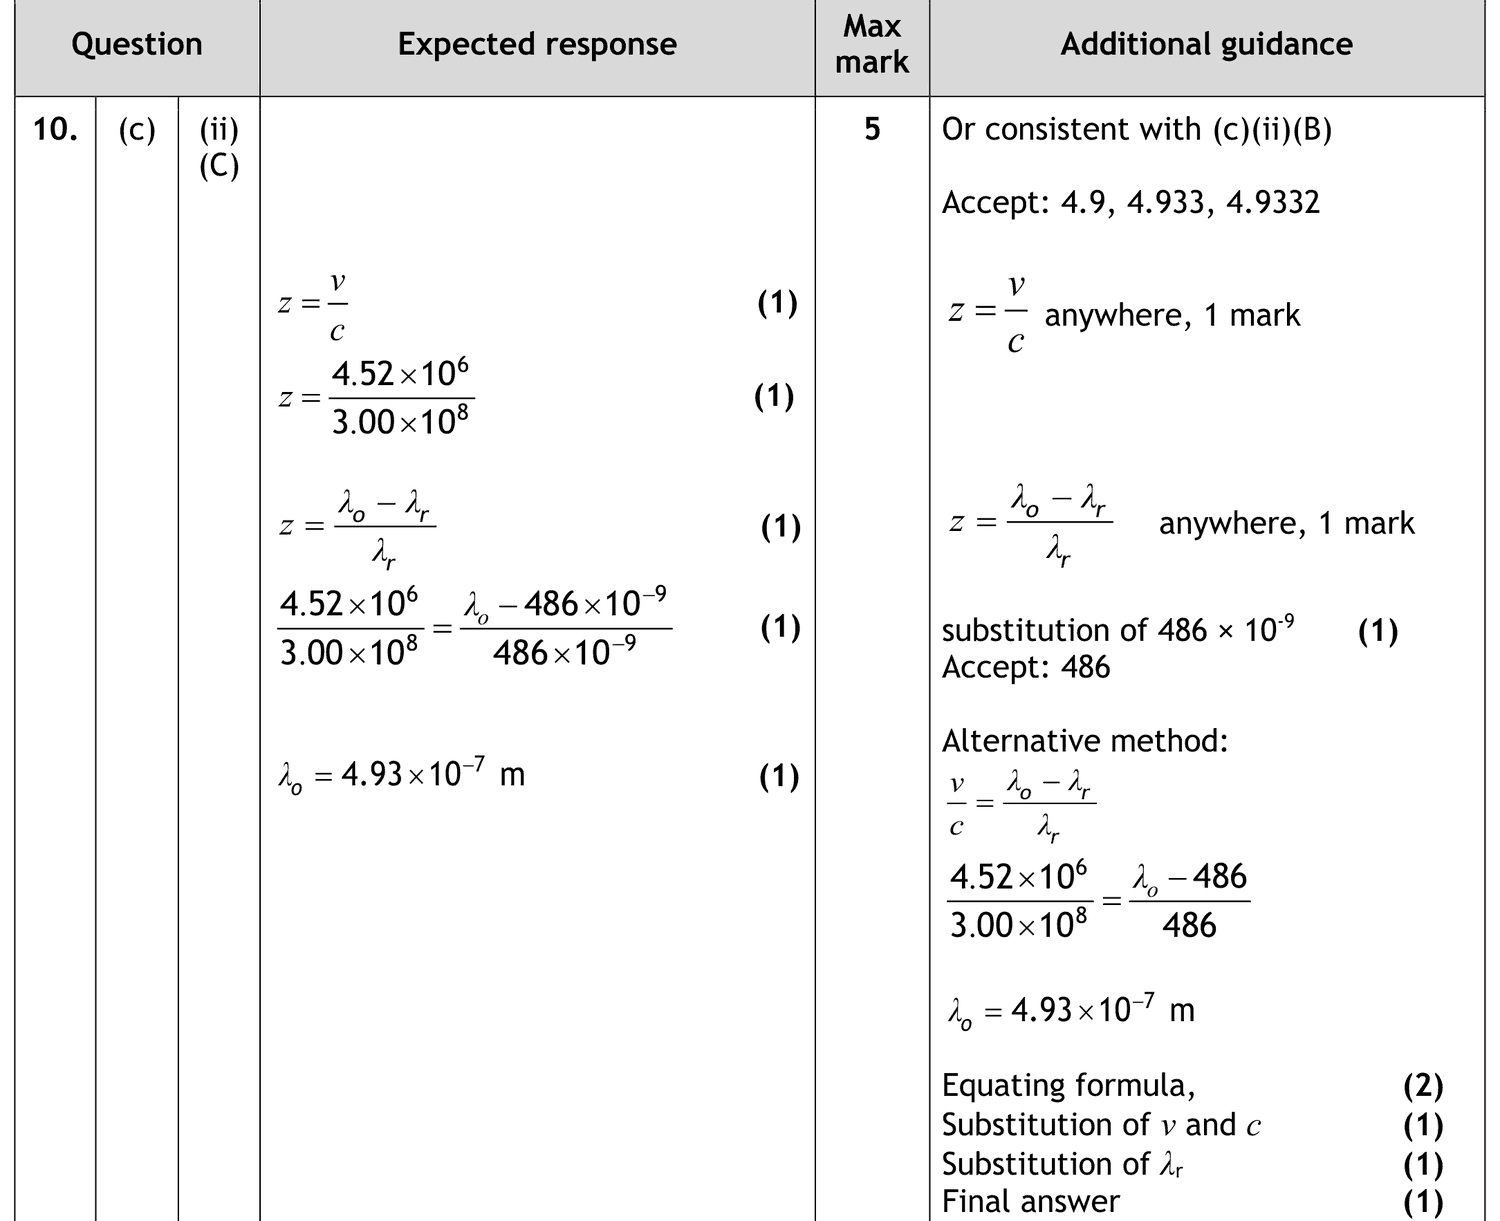 Question Expected response Max mark Additional guidance
10. (c) (ii) (C) 5 Or consistent with (c)(ii)(B)
Accept: 4.9, 4.933, 4.9332
z = v/c (1)
z = v/c anywhere, 1 mark
z = 4.52×10⁶/3.00×10⁸ (1)
z = (λₒ − λᵣ)/λᵣ (1)
z = (λₒ − λᵣ)/λᵣ anywhere, 1 mark
4.52×10⁶/3.00×10⁸ = (λₒ − 486×10⁻⁹)/486×10⁻⁹ (1)
substitution of 486 × 10⁻⁹ (1)
Accept: 486
Alternative method:
v/c = (λₒ − λᵣ)/λᵣ
λₒ = 4.93×10⁻⁷ m (1)
4.52×10⁶/3.00×10⁸ = (λₒ − 486)/486
λₒ = 4.93×10⁻⁷ m
Equating formula, (2)
Substitution of v and c (1)
Substitution of λᵣ (1)
Final answer (1)